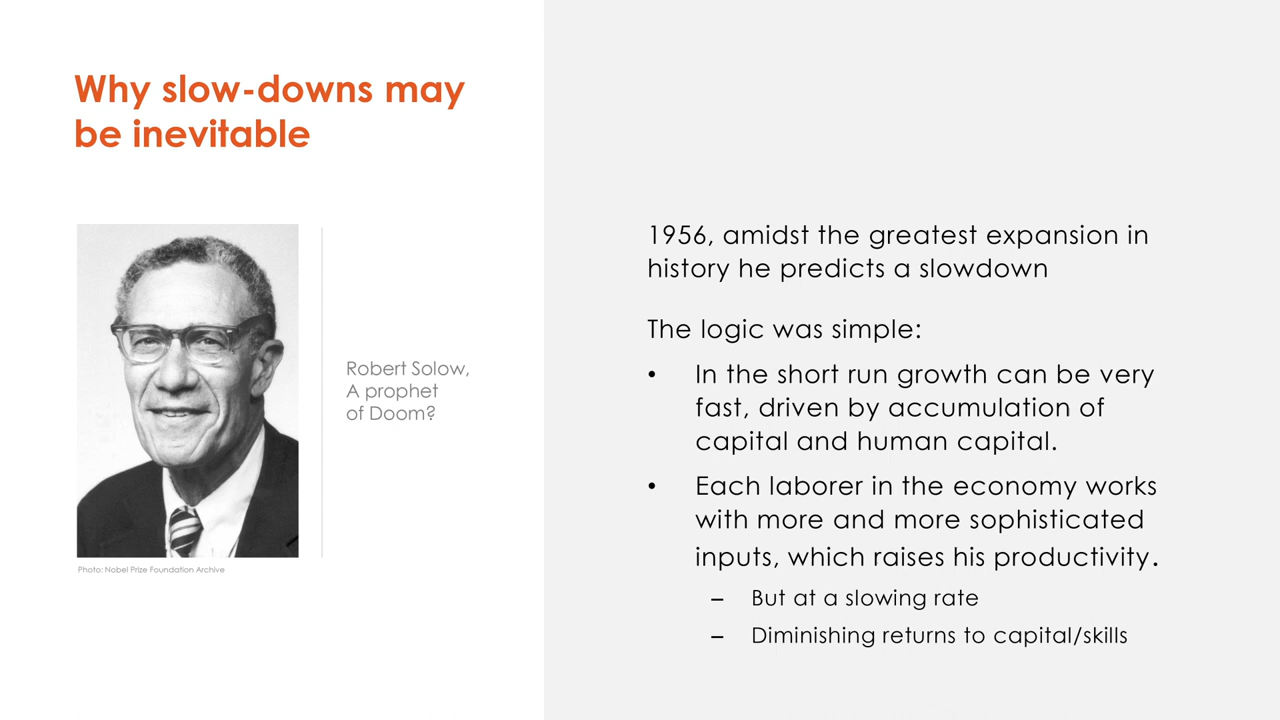 Why slow-downs may
be inevitable
Robert Solow,
A prophet
of Doom?
Photo: Nobel Prize Foundation Archive
1956, amidst the greatest expansion in
history he predicts a slowdown
The logic was simple:
• In the short run growth can be very
fast, driven by accumulation of
capital and human capital.
• Each laborer in the economy works
with more and more sophisticated
inputs, which raises his productivity.
– But at a slowing rate
– Diminishing returns to capital/skills